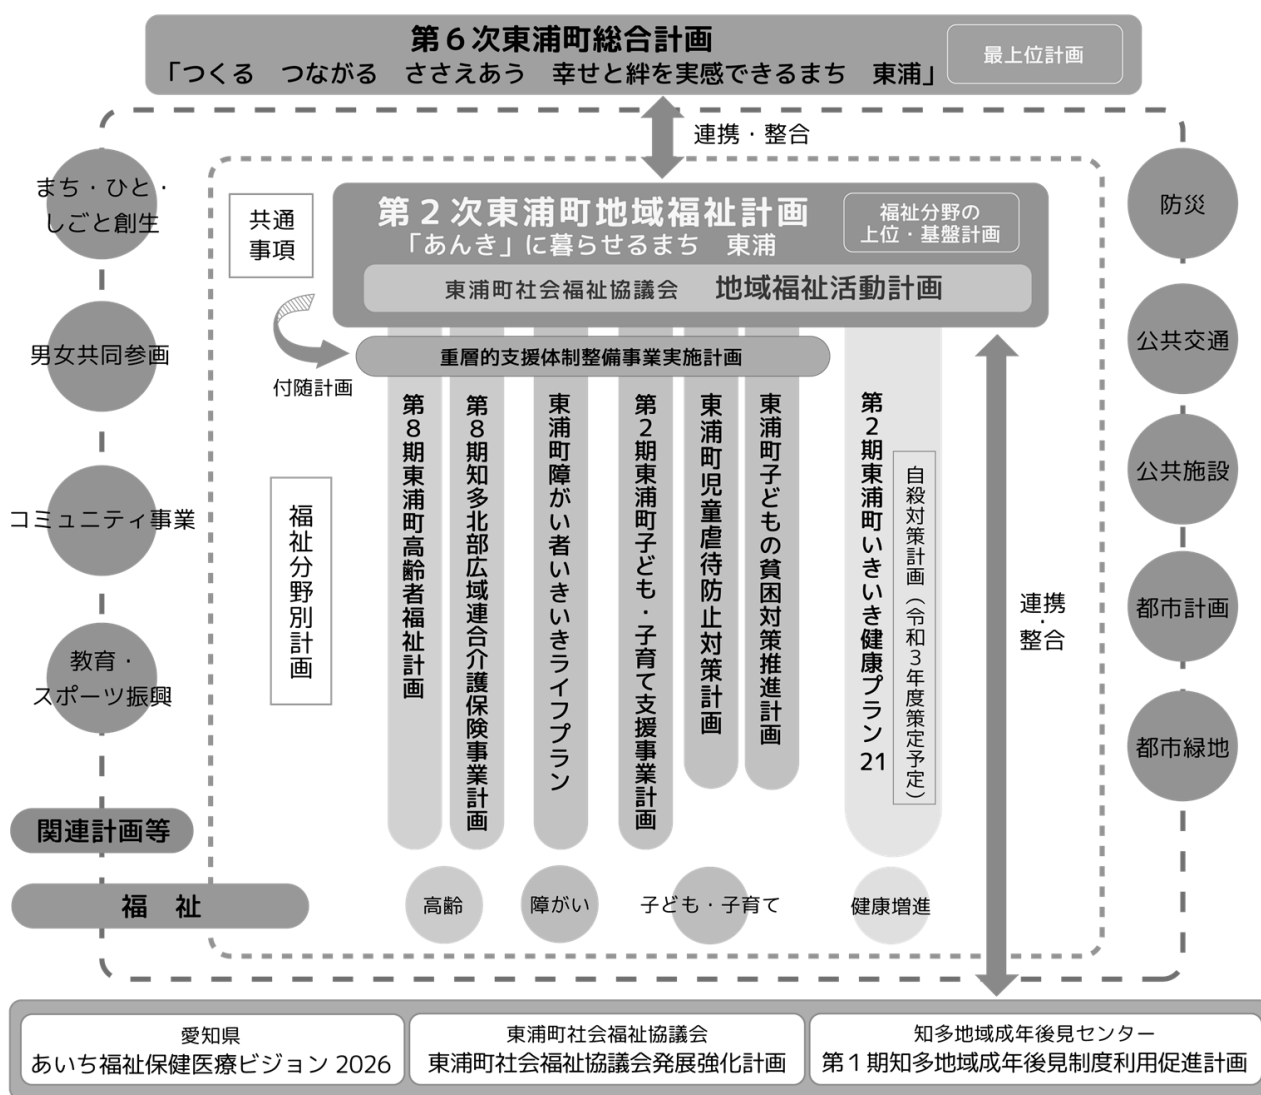 第6次東浦町総合計画
「つくる　つながる　ささえあう　幸せと絆を実感できるまち　東浦」
最上位計画
連携・整合
まち・ひと・
しごと創生
男女共同参画
コミュニティ事業
教育・
スポーツ振興
関連計画等
福　祉
共通
事項
第2次東浦町地域福祉計画
「あんき」に暮らせるまち　東浦
福祉分野の
上位・基盤計画
東浦町社会福祉協議会　地域福祉活動計画
重層的支援体制整備事業実施計画
付随計画
福祉分野別計画
第8期東浦町高齢者福祉計画
第8期知多北部広域連合介護保険事業計画
東浦町障がい者いきいきライフプラン
第2期東浦町子ども・子育て支援事業計画
東浦町児童虐待防止対策計画
東浦町子どもの貧困対策推進計画
第2期東浦町いきいき健康プラン21
自殺対策計画（令和3年度策定予定）
高齢
障がい
子ども・子育て
健康増進
連携
・
整合
防災
公共交通
公共施設
都市計画
都市緑地
愛知県
あいち福祉保健医療ビジョン 2026
東浦町社会福祉協議会
東浦町社会福祉協議会発展強化計画
知多地域成年後見センター
第1期知多地域成年後見制度利用促進計画